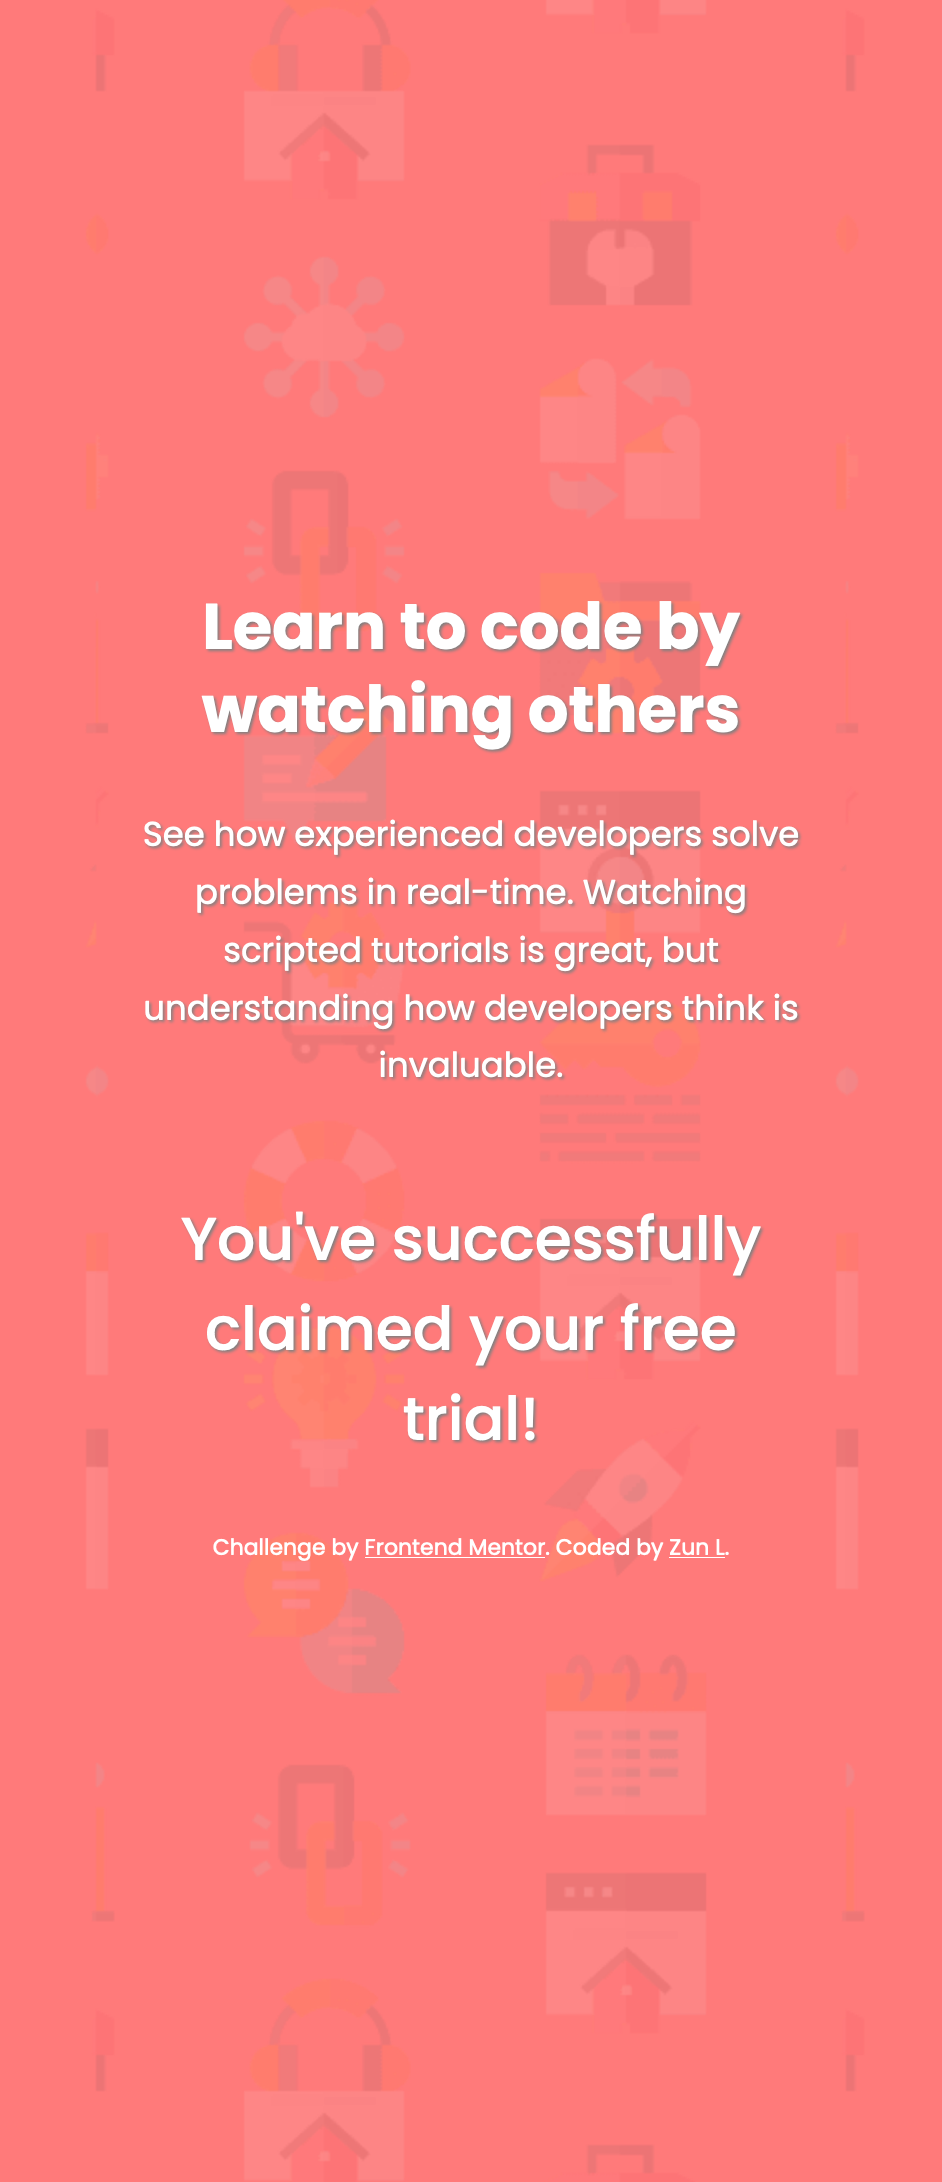 Learn to code by
watching others
See how experienced developers solve
problems in real-time. Watching
scripted tutorials is great, but
understanding how developers think is
invaluable.
You've successfully
claimed your free
trial!
Challenge by Frontend Mentor. Coded by Zun L.